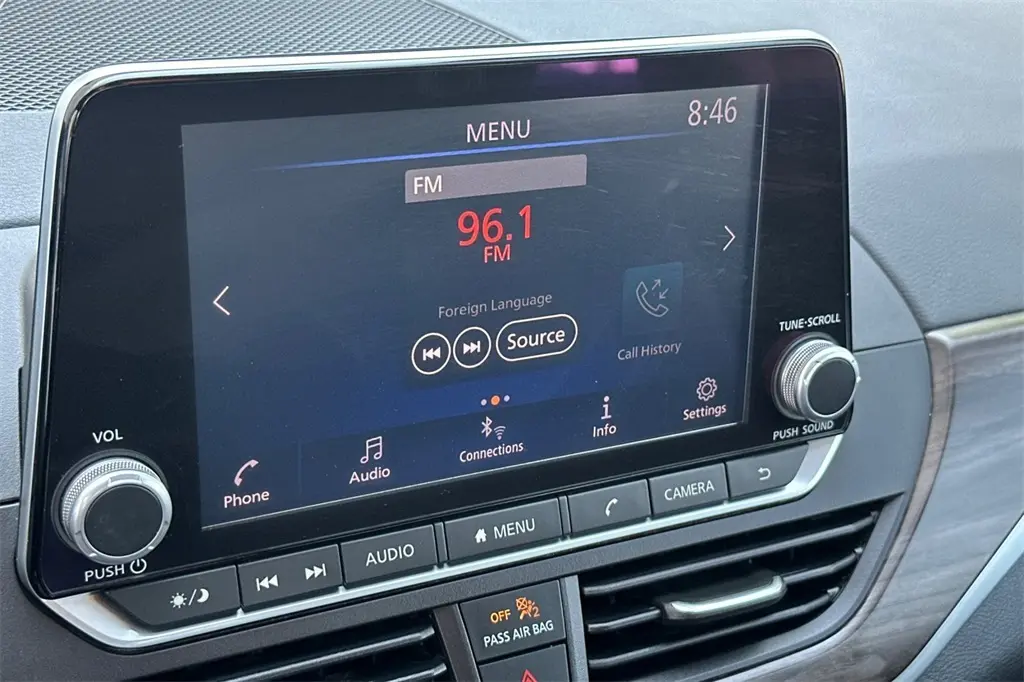 MENU
8:46
FM
96.1
FM
Foreign Language
Source
Call History
Phone
Audio
Connections
Info
Settings
TUNE·SCROLL
PUSH SOUND
VOL
PUSH
AUDIO
MENU
CAMERA
OFF
2
PASS AIR BAG